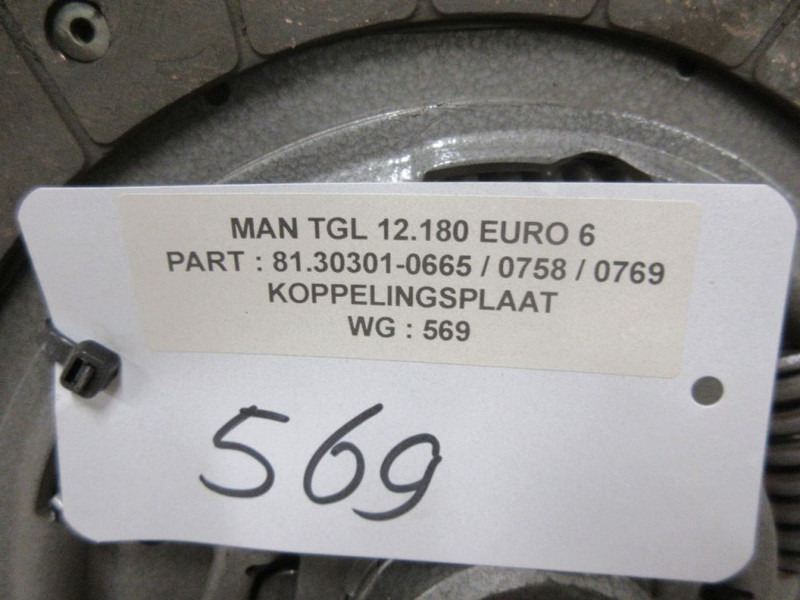 MAN TGL 12.180 EURO 6
PART : 81.30301-0665 / 0758 / 0769
KOPPELINGSPLAAT
WG : 569
569